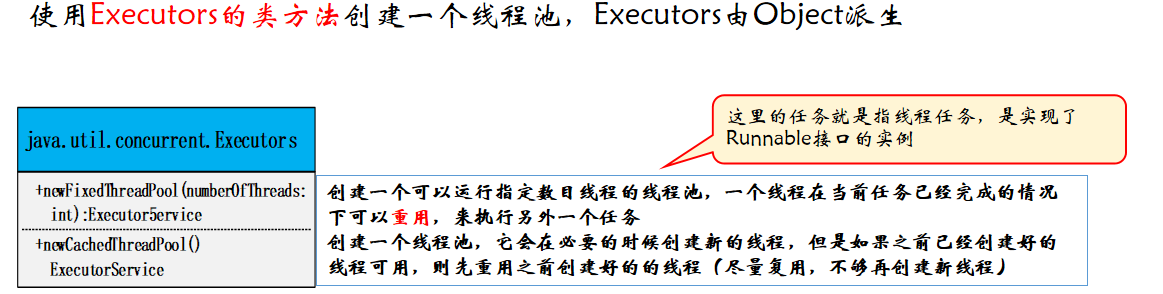 使用Executors的类方法创建一个线程池，Executors由Object派生
这里的任务就是指线程任务，是实现了
Runnable接口的实例
java.util.concurrent.Executors
+newFixedThreadPool(numberOfThreads:
int):ExecutorService
+newCachedThreadPool()
ExecutorService
创建一个可以运行指定数目线程的线程池，一个线程在当前任务已经完成的情况
下可以重用，来执行另外一个任务
创建一个线程池，它会在必要的时候创建新的线程，但是如果之前已经创建好的
线程可用，则先重用之前创建好的的线程（尽量复用，不够再创建新线程）